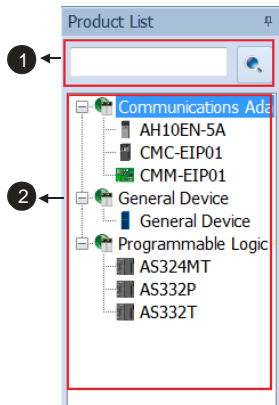 Product List
1
2
Communications Ada
AH10EN-5A
CMC-EIP01
CMM-EIP01
General Device
General Device
Programmable Logic
AS324MT
AS332P
AS332T